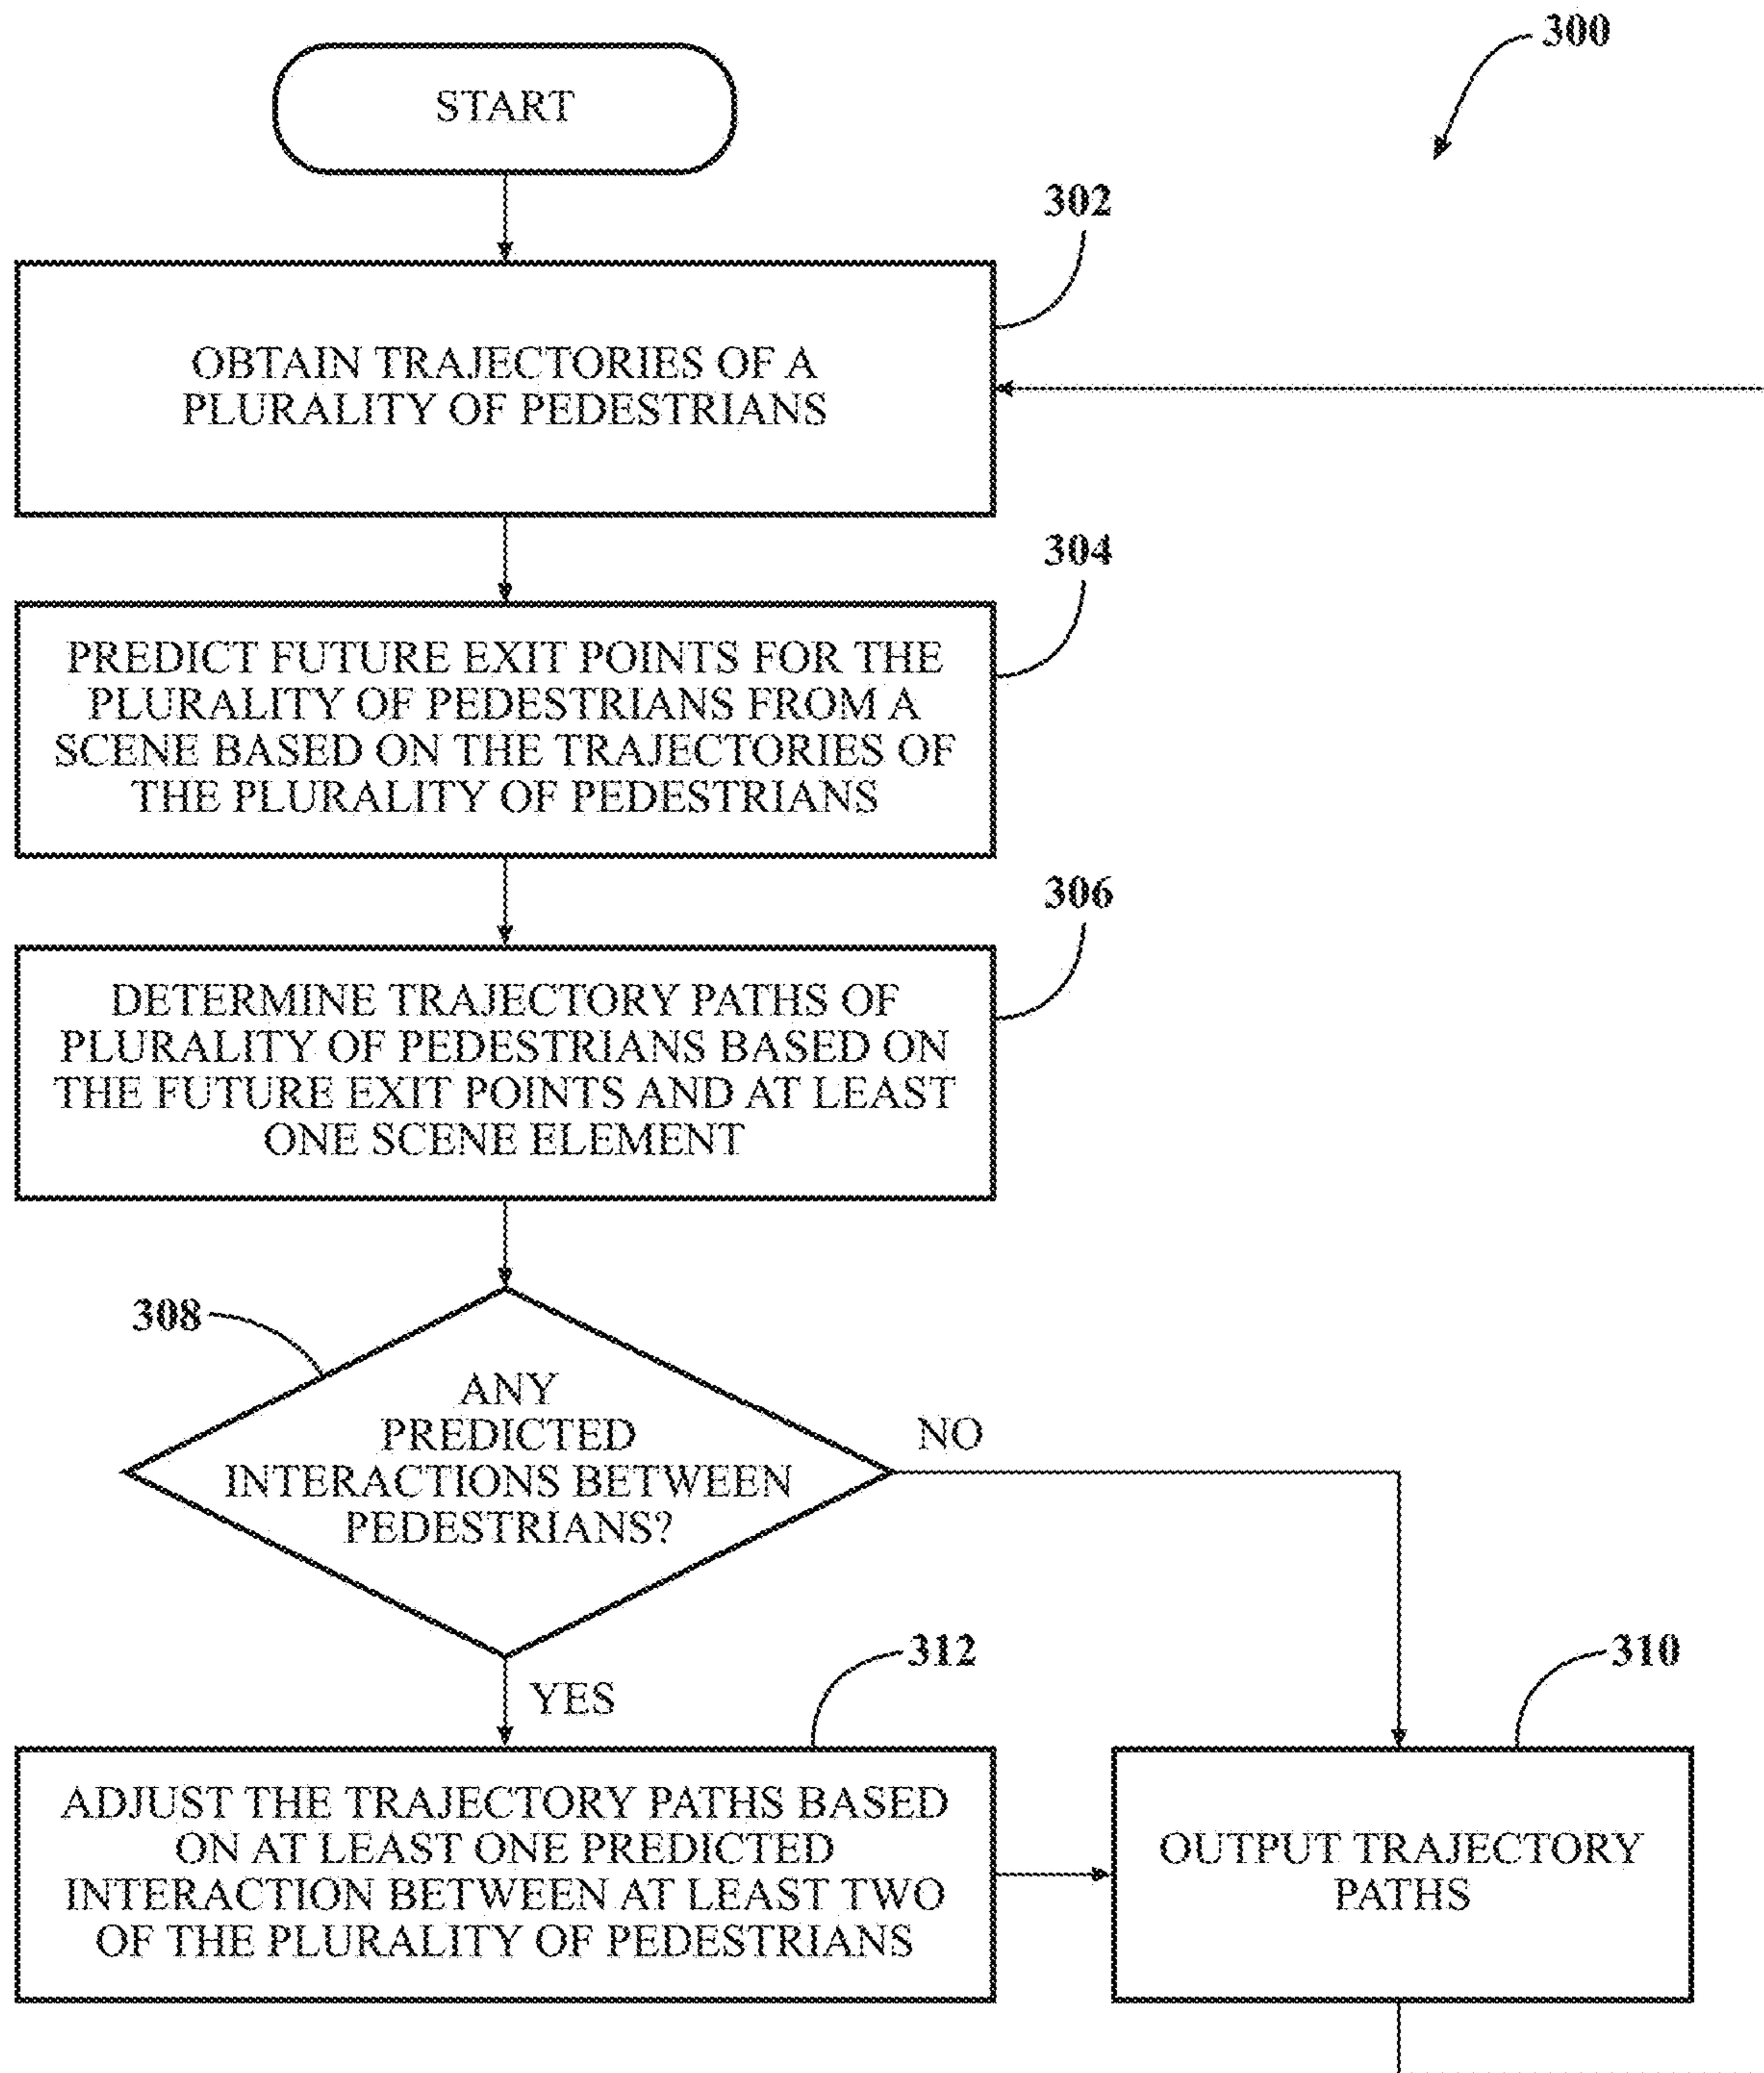 300
START
302
OBTAIN TRAJECTORIES OF A
PLURALITY OF PEDESTRIANS
304
PREDICT FUTURE EXIT POINTS FOR THE
PLURALITY OF PEDESTRIANS FROM A
SCENE BASED ON THE TRAJECTORIES OF
THE PLURALITY OF PEDESTRIANS
306
DETERMINE TRAJECTORY PATHS OF
PLURALITY OF PEDESTRIANS BASED ON
THE FUTURE EXIT POINTS AND AT LEAST
ONE SCENE ELEMENT
308
ANY
PREDICTED
INTERACTIONS BETWEEN
PEDESTRIANS?
NO
YES
312
310
ADJUST THE TRAJECTORY PATHS BASED
ON AT LEAST ONE PREDICTED
INTERACTION BETWEEN AT LEAST TWO
OF THE PLURALITY OF PEDESTRIANS
OUTPUT TRAJECTORY
PATHS